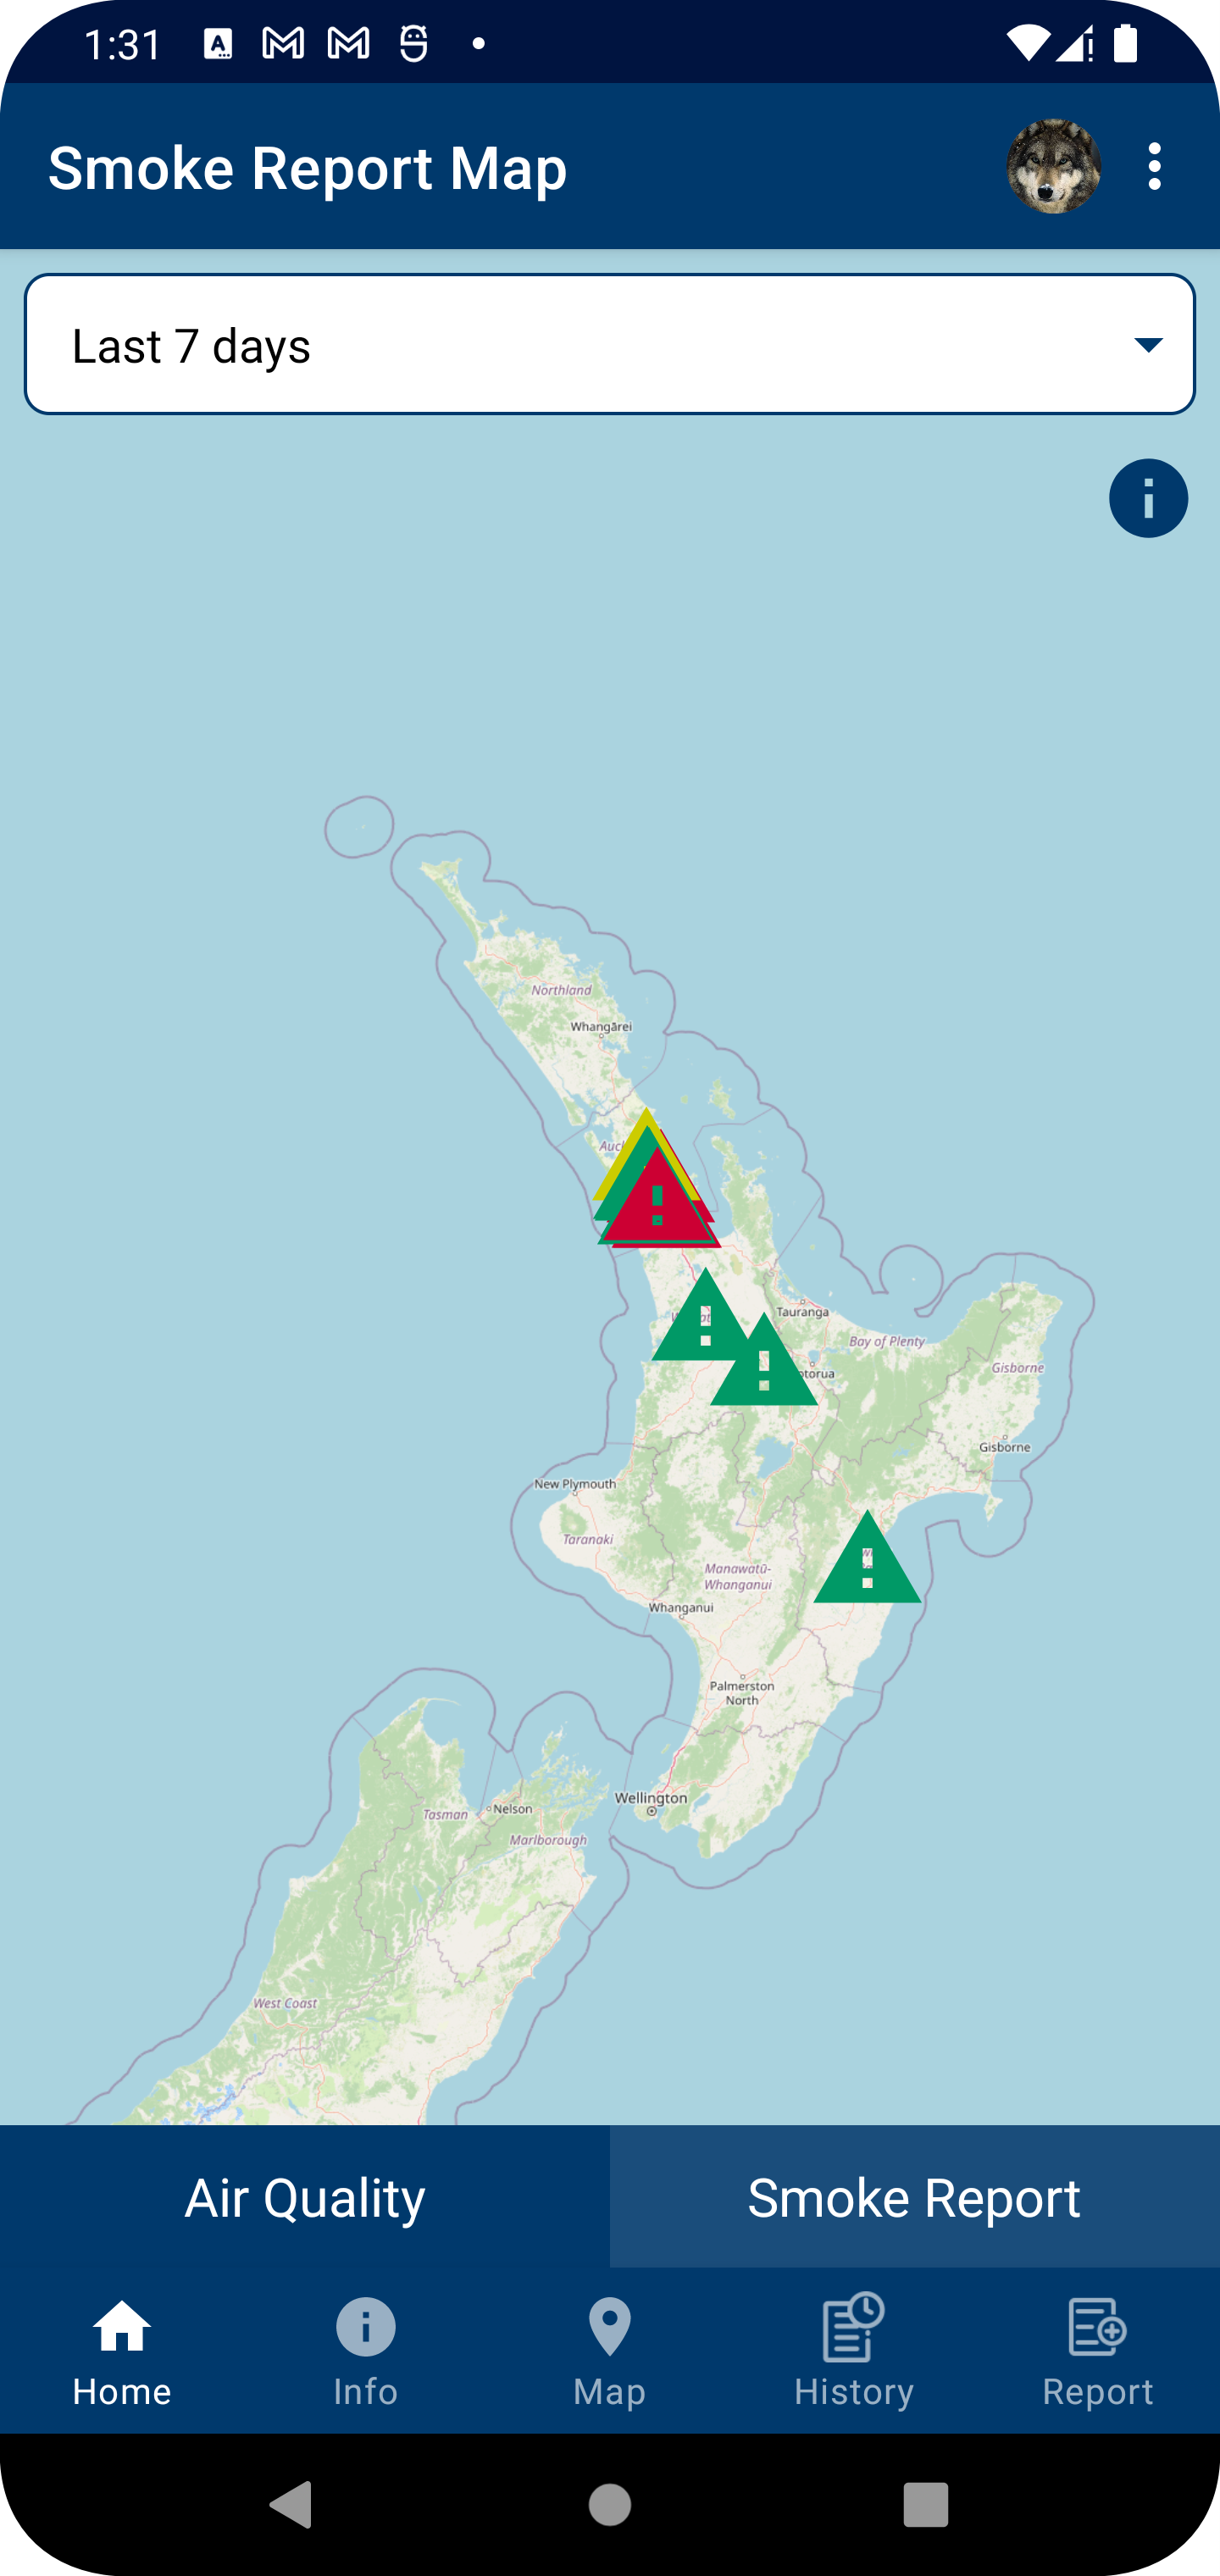 1:31
Smoke Report Map
Last 7 days
Northland
Whangārei
Tauranga
Bay of Plenty
Gisborne
Gisborne
New Plymouth
Taranaki
Manawatū-
Whanganui
Whanganui
Palmerston
North
Wellington
Nelson
Tasman
Marlborough
West Coast
Air Quality
Smoke Report
Home
Info
Map
History
Report